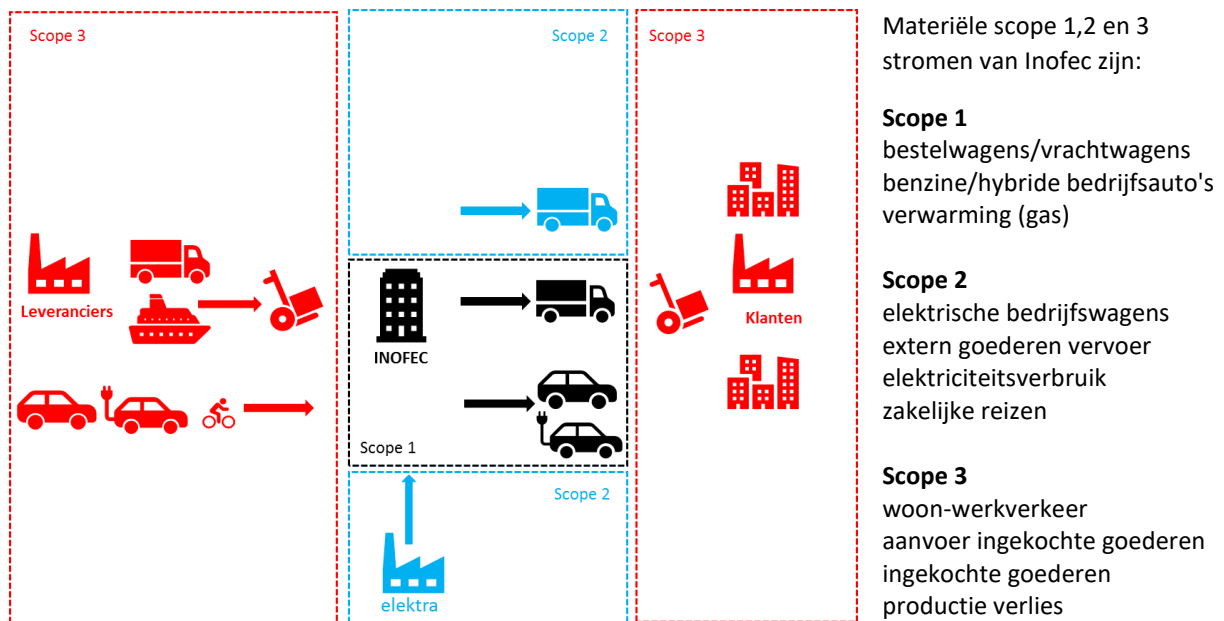 Scope 3
Scope 2
Scope 3
Leveranciers
INOFEC
Klanten
Scope 1
Scope 2
elektra
Materiële scope 1,2 en 3
stromen van Inofec zijn:
Scope 1
bestelwagens/vrachtwagens
benzine/hybride bedrijfsauto's
verwarming (gas)
Scope 2
elektrische bedrijfswagens
extern goederen vervoer
elektriciteitsverbruik
zakelijke reizen
Scope 3
woon-werkverkeer
aanvoer ingekochte goederen
ingekochte goederen
productie verlies